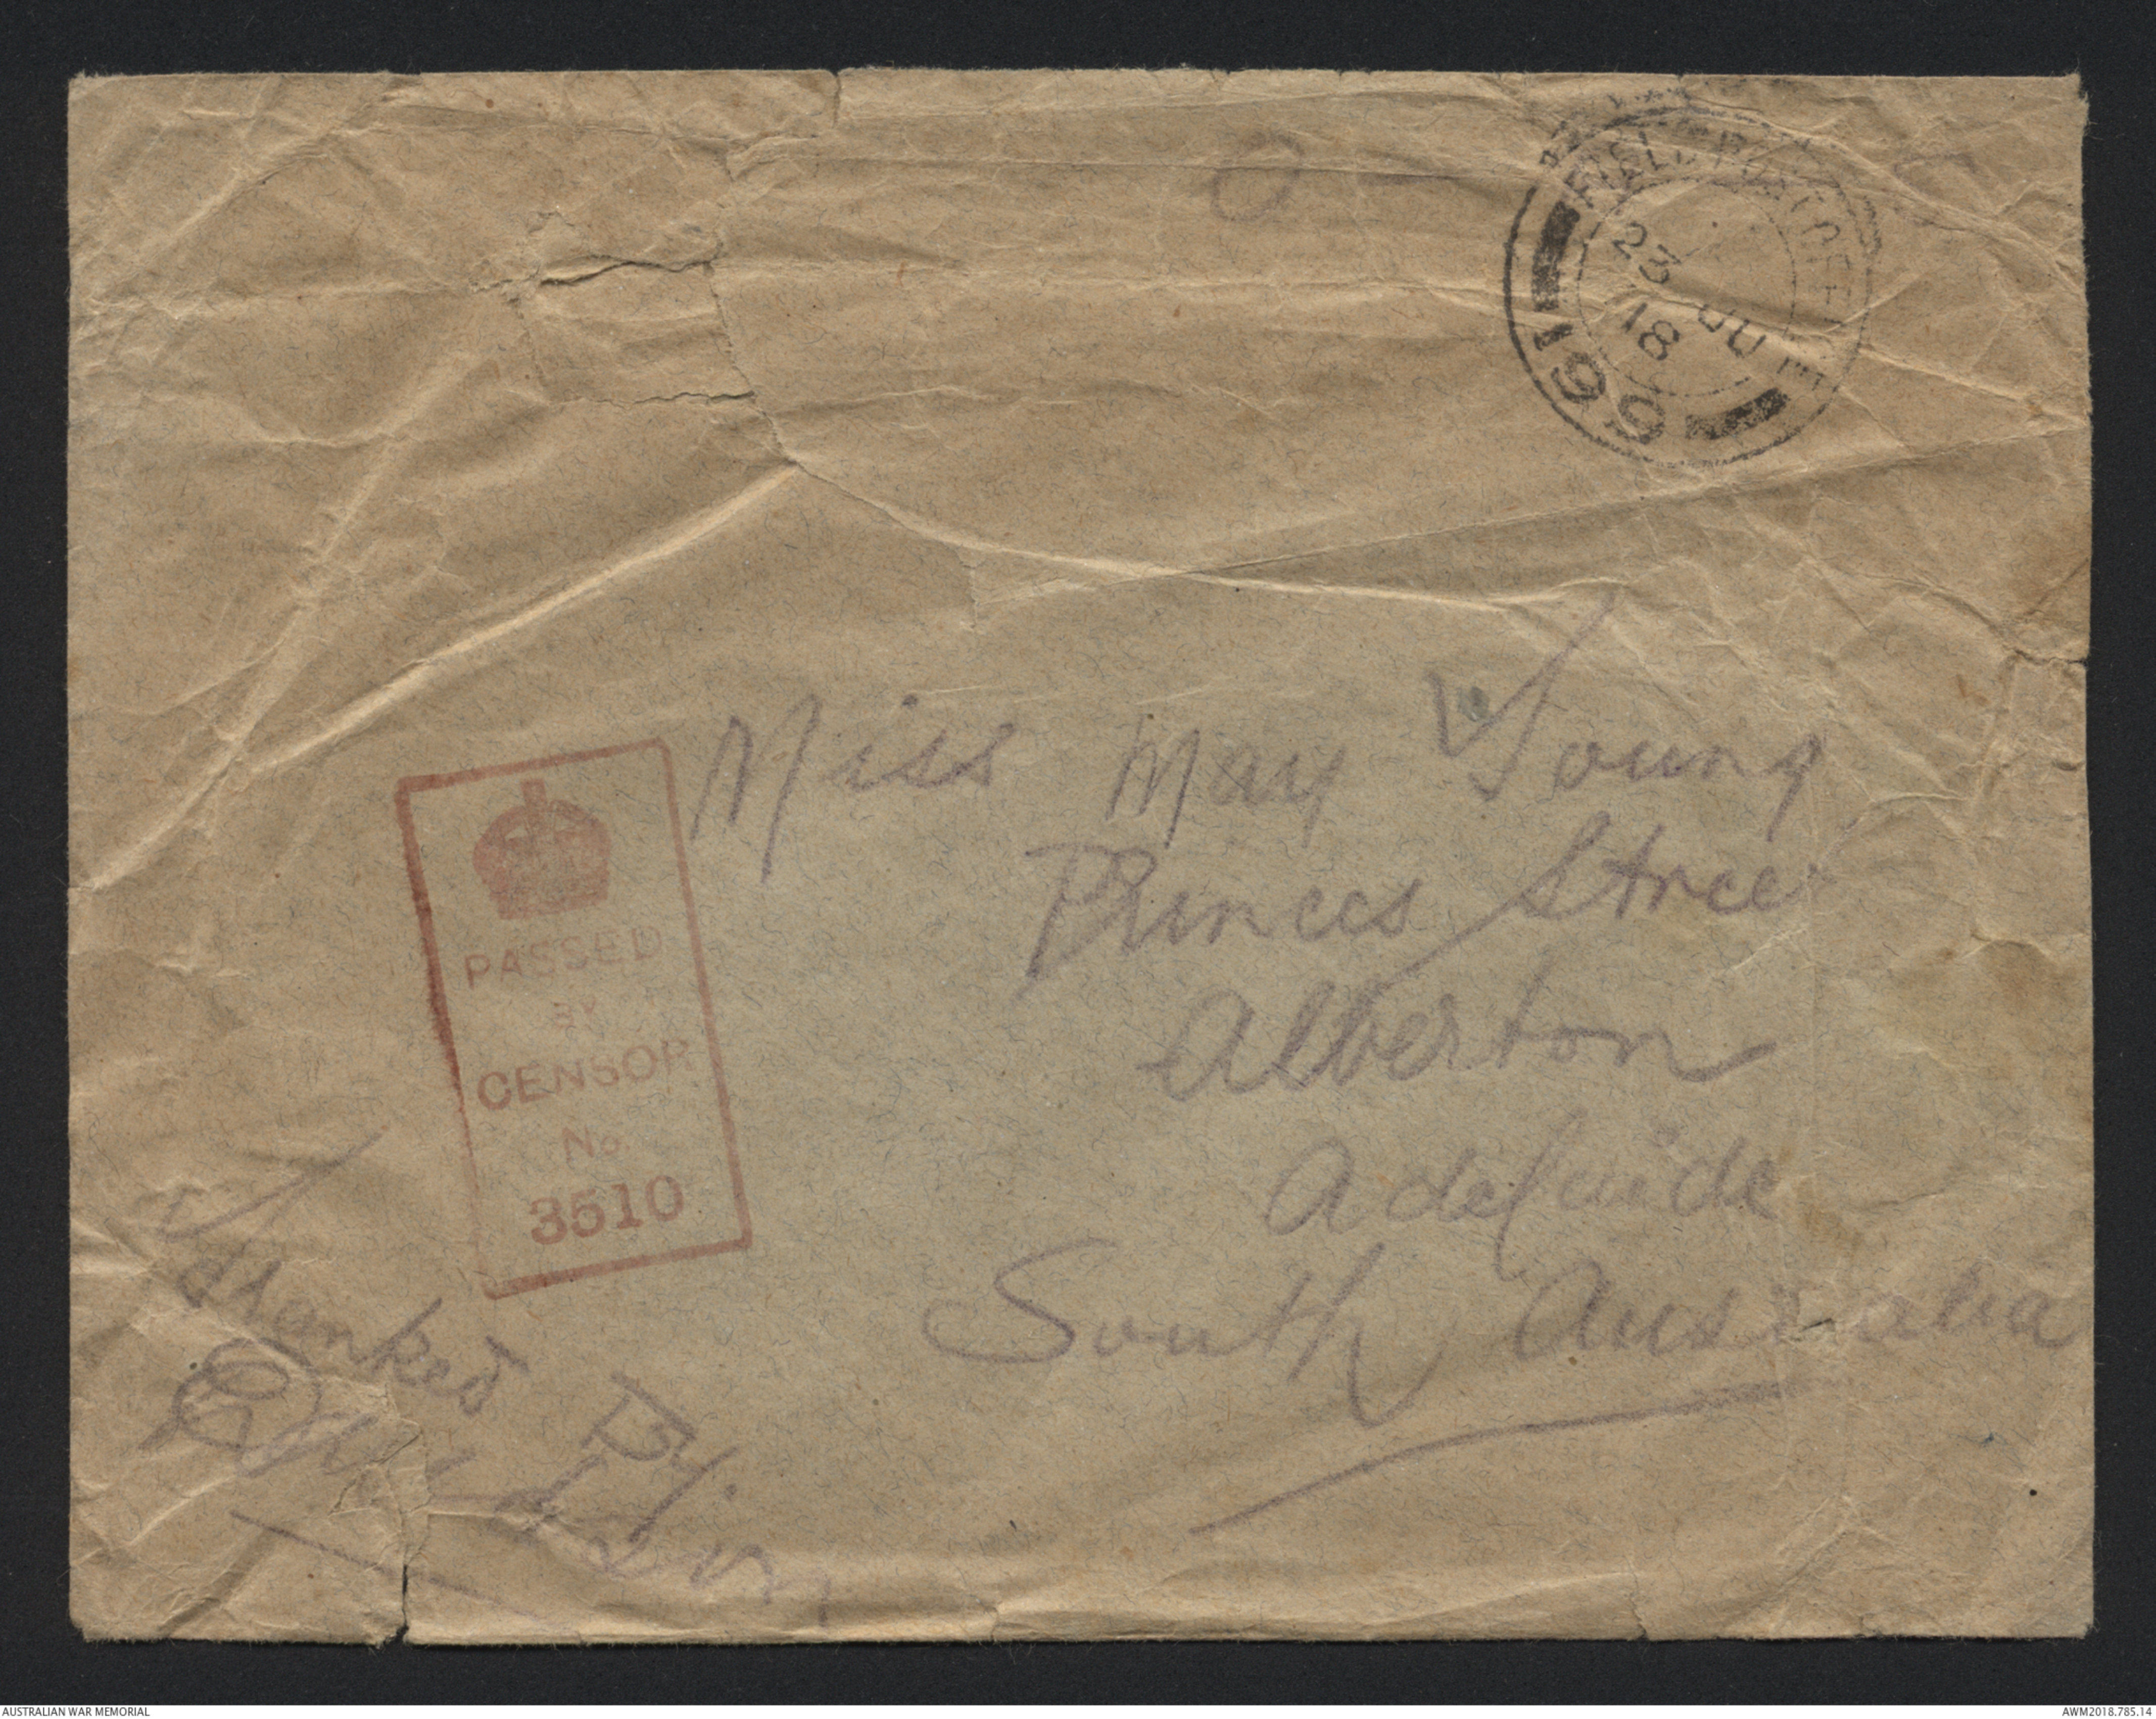 FIELD POST OFFICE
23 JU
18
Miss May Young
Princes Stree
Alberton
Adelaide
South Australia
PASSED
BY
CENSOR
No
3510
By.
AUSTRALIAN WAR MEMORIAL
AWM2018.785.14